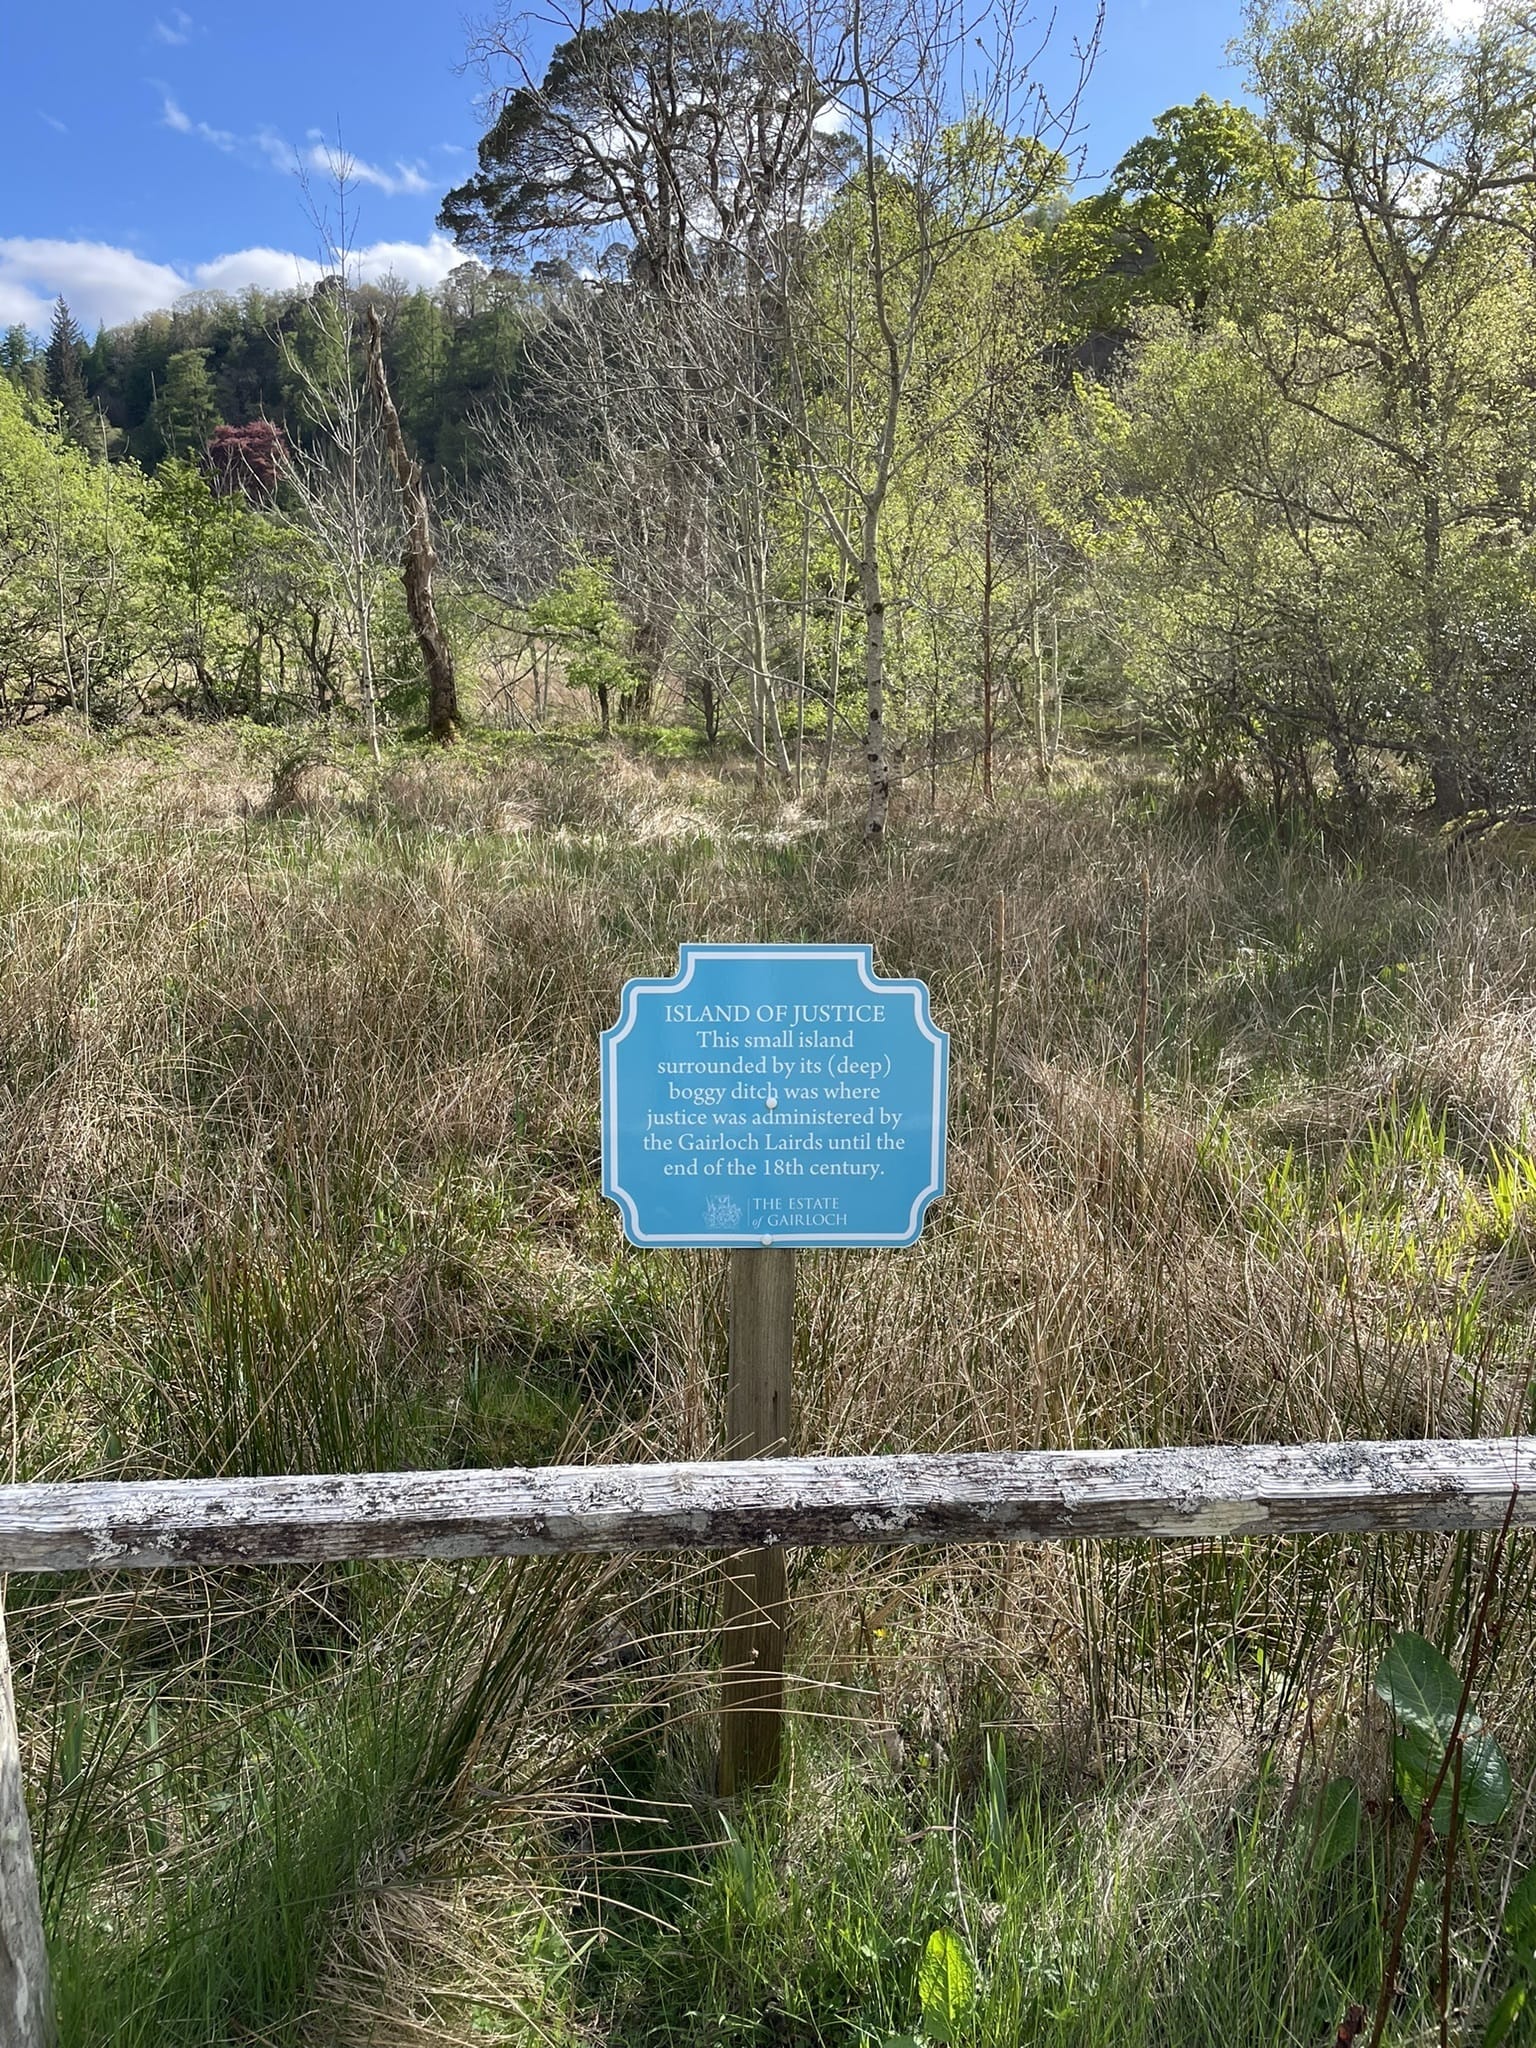 ISLAND OF JUSTICE
This small island
surrounded by its (deep)
boggy ditch was where
justice was administered by
the Gairloch Lairds until the
end of the 18th century.
THE ESTATE
of GAIRLOCH